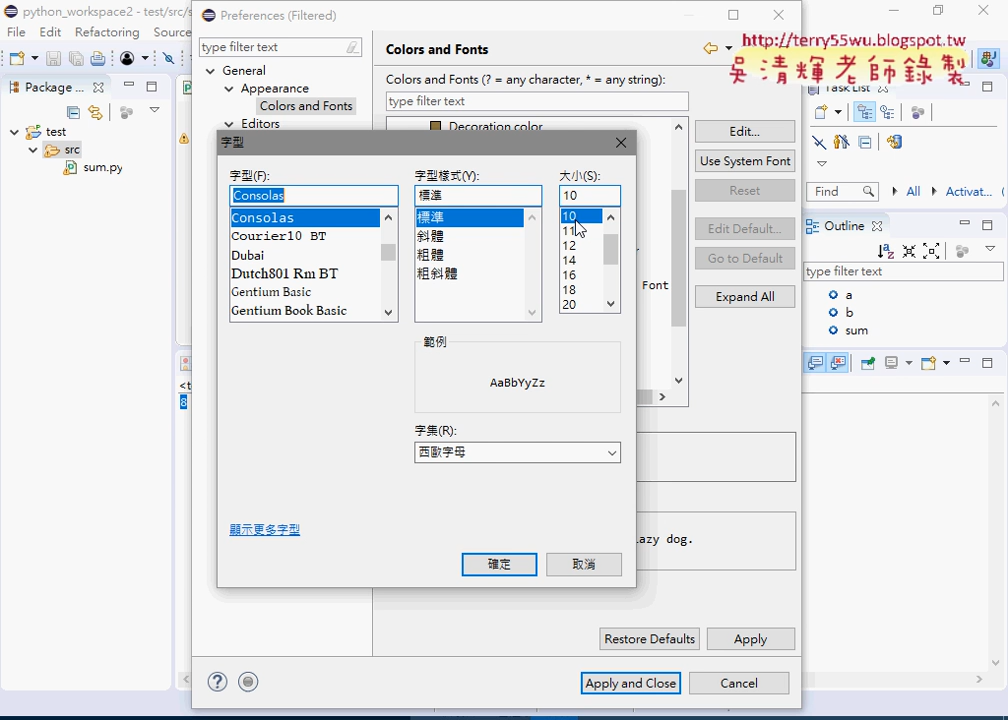 python_workspace2 - test/src/s
Preferences (Filtered)
http://terry55wu.blogspot.tw
吳清輝老師錄製
File Edit Refactoring Source
type filter text
Colors and Fonts
Package ...
General
Appearance
Colors and Fonts
Editors
Colors and Fonts (? = any character, * = any string):
type filter text
Decoration color
Edit...
Use System Font
Reset
Edit Default...
Go to Default
Expand All
Font
Task List
test
src
sum.py
字型
字型(F):
字型樣式(Y):
大小(S):
Consolas
標準
10
Consolas
標準
10
Courier10 BT
斜體
11
Dubai
粗體
12
Dutch801 Rm BT
粗斜體
14
Gentium Basic
16
Gentium Book Basic
18
20
範例
AaBbYyZz
字集(R):
西歐字母
顯示更多字型
確定
取消
Find
All
Activat...
Outline
type filter text
a
b
sum
<t
8
lazy dog.
Restore Defaults
Apply
Apply and Close
Cancel